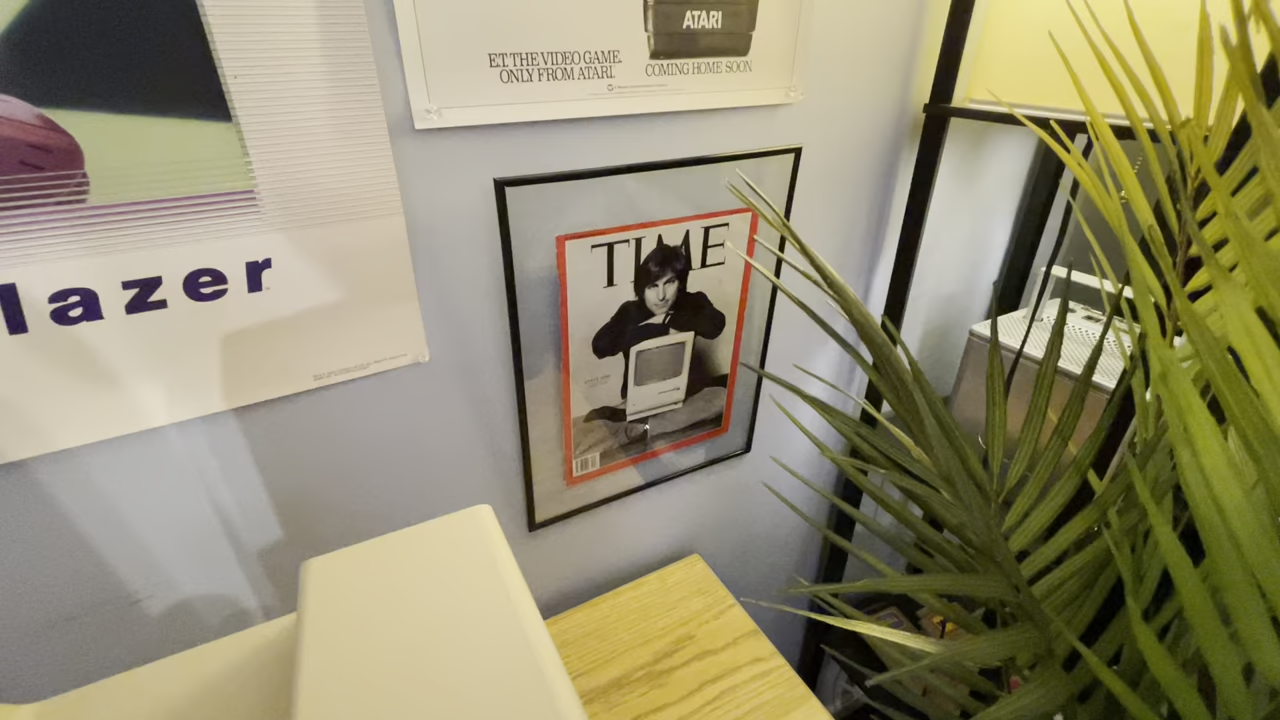 ATARI
E.T. THE VIDEO GAME.
ONLY FROM ATARI.
COMING HOME SOON
TIME
lazer